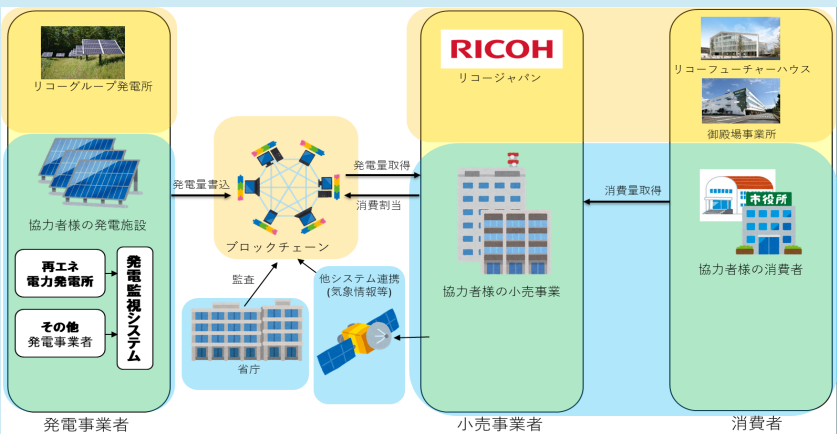 リコーグループ発電所
協力者様の発電施設
再エネ
電力発電所
その他
発電事業者
発電監視システム
発電事業者
発電量書込
ブロックチェーン
監査
省庁
他システム連携
(気象情報等)
発電量取得
消費割当
RICOH
リコージャパン
協力者様の小売事業
小売事業者
消費量取得
リコーフューチャーハウス
御殿場事業所
市役所
協力者様の消費者
消費者